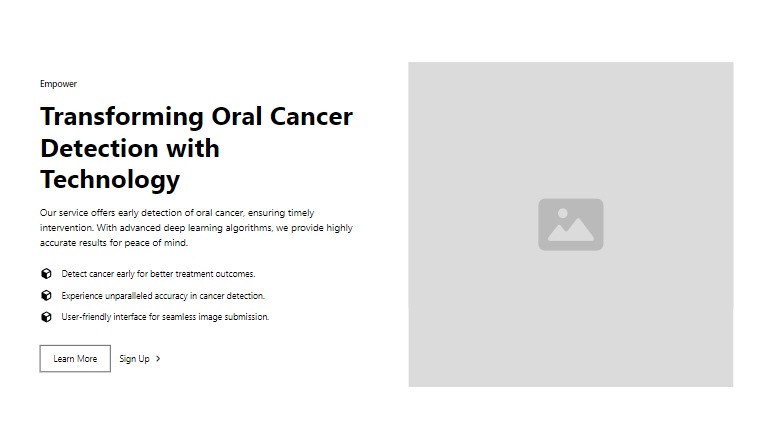 Empower
Transforming Oral Cancer
Detection with
Technology
Our service offers early detection of oral cancer, ensuring timely
intervention. With advanced deep learning algorithms, we provide highly
accurate results for peace of mind.
Detect cancer early for better treatment outcomes.
Experience unparalleled accuracy in cancer detection.
User-friendly interface for seamless image submission.
Learn More Sign Up